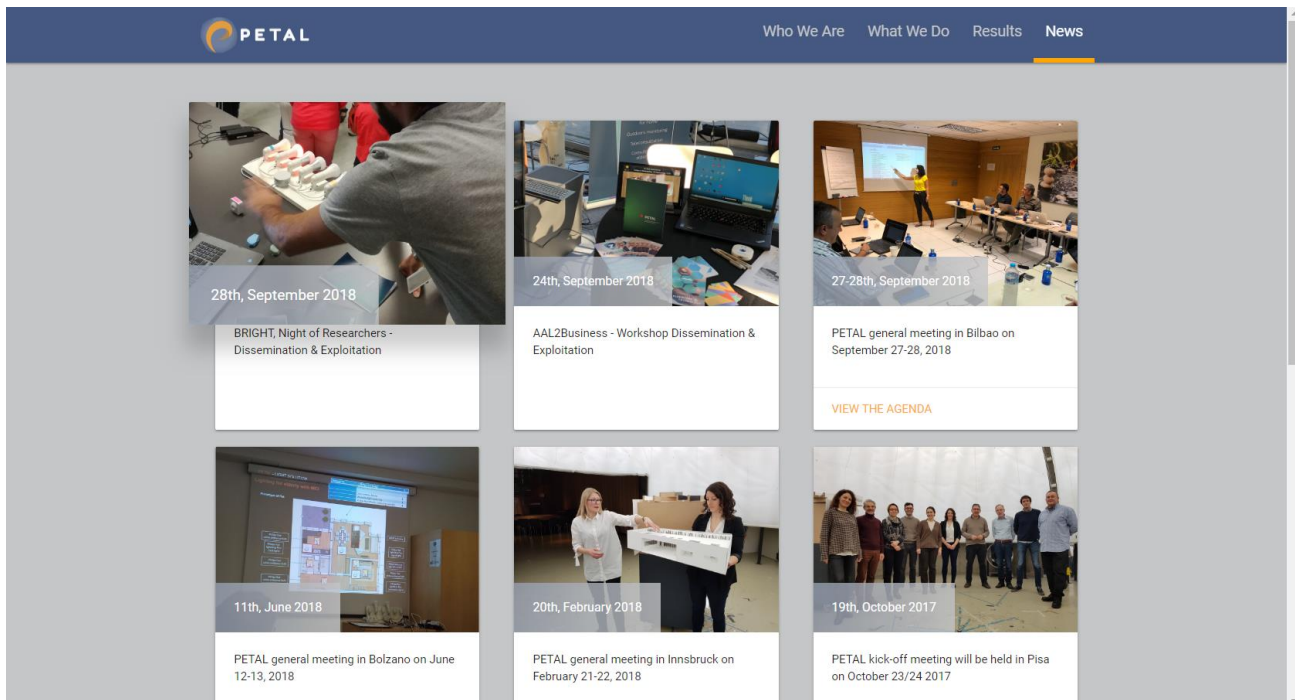 PETAL
Who We Are
What We Do
Results
News
28th, September 2018
BRIGHT, Night of Researchers -
Dissemination & Exploitation
24th, September 2018
AAL2Business - Workshop Dissemination &
Exploitation
27-28th, September 2018
PETAL general meeting in Bilbao on
September 27-28, 2018
VIEW THE AGENDA
11th, June 2018
PETAL general meeting in Bolzano on June
12-13, 2018
20th, February 2018
PETAL general meeting in Innsbruck on
February 21-22, 2018
19th, October 2017
PETAL kick-off meeting will be held in Pisa
on October 23/24 2017